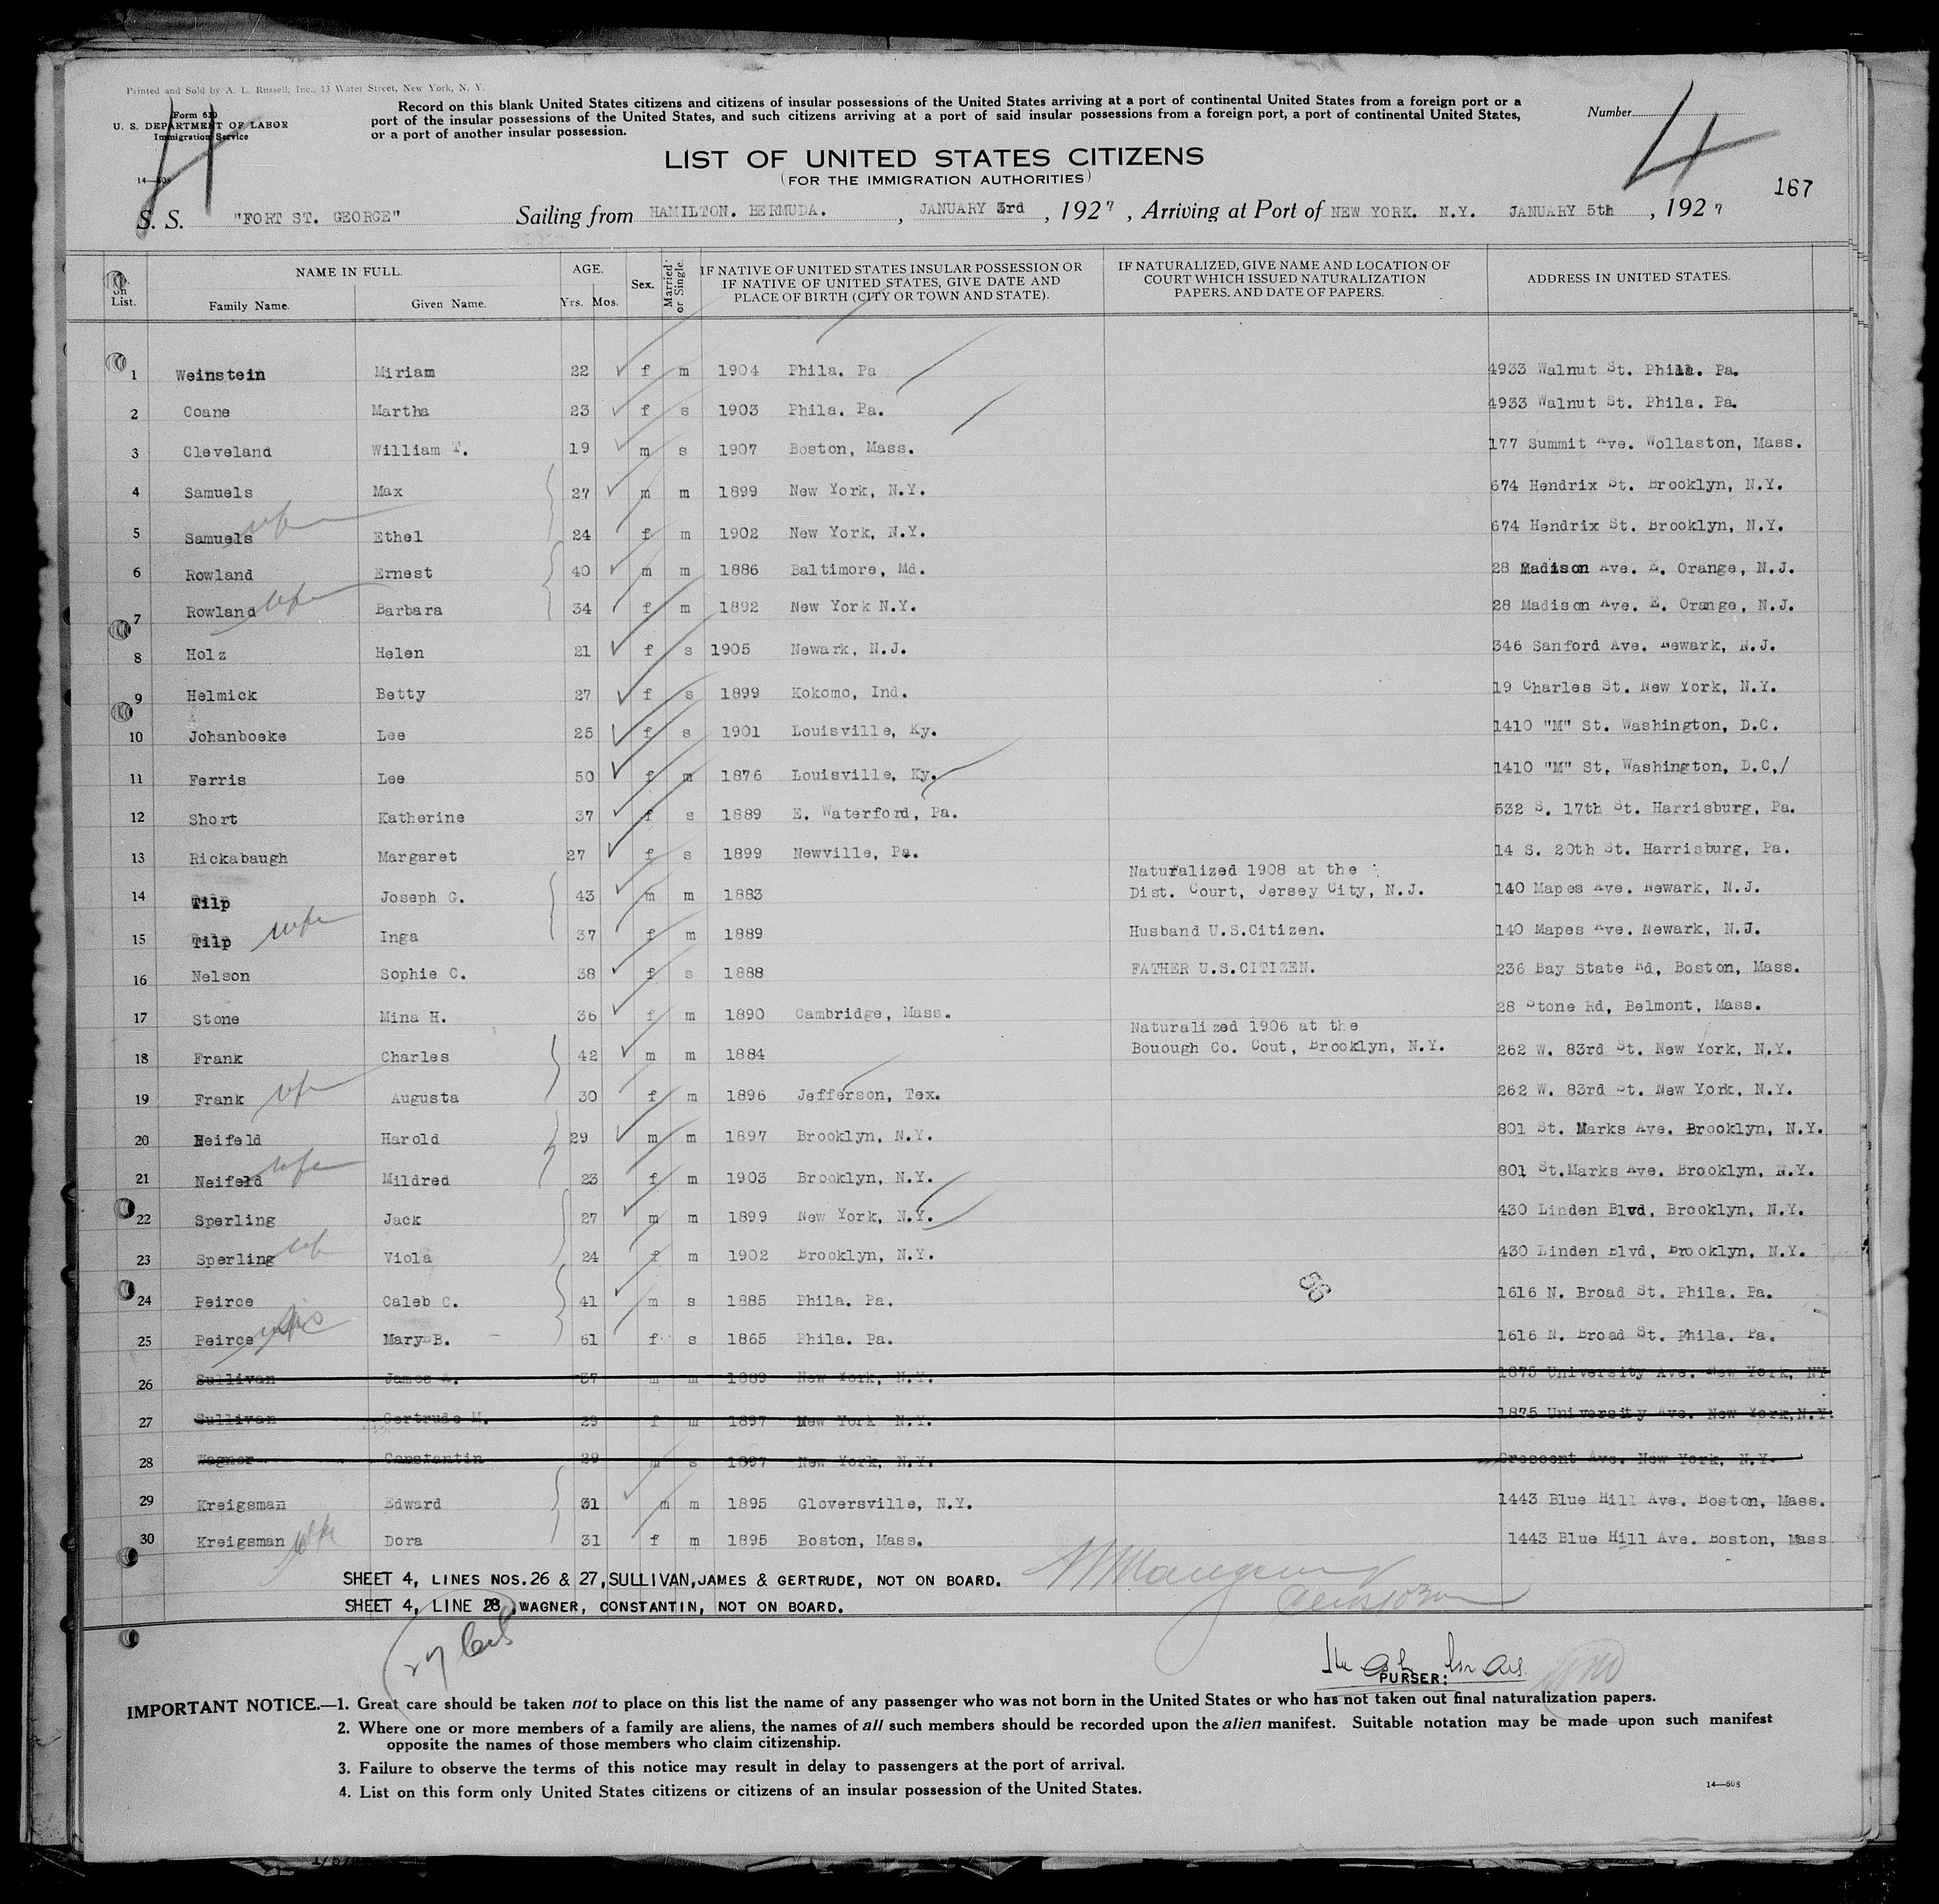 Printed and Sold by A. L. Russell, Inc., 13 Water Street, New York, N. Y.
Form 630
U. S. DEPARTMENT OF LABOR
Immigration Service
14—608
4
Record on this blank United States citizens and citizens of insular possessions of the United States arriving at a port of continental United States from a foreign port or a
port of the insular possessions of the United States, and such citizens arriving at a port of said insular possessions from a foreign port, a port of continental United States,
or a port of another insular possession.
Number
4
167
LIST OF UNITED STATES CITIZENS
(FOR THE IMMIGRATION AUTHORITIES)
S. S. "FORT ST. GEORGE" Sailing from HAMILTON. BERMUDA. , JANUARY 3rd , 1927 , Arriving at Port of NEW YORK. N.Y. JANUARY 5th , 1927
No. on List. NAME IN FULL. Family Name. Given Name. AGE. Yrs. Mos. Sex. Married or Single. IF NATIVE OF UNITED STATES INSULAR POSSESSION OR IF NATIVE OF UNITED STATES, GIVE DATE AND PLACE OF BIRTH (CITY OR TOWN AND STATE). IF NATURALIZED, GIVE NAME AND LOCATION OF COURT WHICH ISSUED NATURALIZATION PAPERS, AND DATE OF PAPERS. ADDRESS IN UNITED STATES.
1 Weinstein Miriam 22 f m 1904 Phila. Pa 4933 Walnut St. Phila. Pa.
2 Coane Martha 23 f s 1903 Phila. Pa. 4933 Walnut St. Phila. Pa.
3 Cleveland William T. 19 m s 1907 Boston, Mass. 177 Summit Ave. Wollaston, Mass.
4 Samuels Max 27 m m 1899 New York, N.Y. 674 Hendrix St. Brooklyn, N.Y.
5 Samuels wife Ethel 24 f m 1902 New York, N.Y. 674 Hendrix St. Brooklyn, N.Y.
6 Rowland Ernest 40 m m 1886 Baltimore, Md. 28 Madison Ave. E. Orange, N.J.
7 Rowland wife Barbara 34 f m 1892 New York N.Y. 28 Madison Ave. E. Orange, N.J.
8 Holz Helen 21 f s 1905 Newark, N.J. 346 Sanford Ave. Newark, N.J.
9 Helmick Betty 27 f s 1899 Kokomo, Ind. 19 Charles St. New York, N.Y.
10 Johanboeke Lee 25 f s 1901 Louisville, Ky. 1410 "M" St. Washington, D.C.
11 Ferris Lee 50 f m 1876 Louisville, Ky. 1410 "M" St, Washington, D.C,/
12 Short Katherine 37 f s 1889 E. Waterford, Pa. 532 S. 17th St. Harrisburg, Pa.
13 Rickabaugh Margaret 27 f s 1899 Newville, Pa. 14 S. 20th St. Harrisburg, Pa.
14 Tilp Joseph G. 43 m m 1883 Naturalized 1908 at the Dist. Court, Jersey City, N.J. 140 Mapes Ave. Newark, N.J.
15 Tilp wife Inga 37 f m 1889 Husband U.S.Citizen. 140 Mapes Ave. Newark, N.J.
16 Nelson Sophie C. 38 f s 1888 FATHER U.S.CITIZEN. 236 Bay State Rd, Boston, Mass.
17 Stone Mina H. 36 f m 1890 Cambridge, Mass. 28 Stone Rd, Belmont, Mass.
18 Frank Charles 42 m m 1884 Naturalized 1906 at the Bouough Co. Cout, Brooklyn, N.Y. 262 W. 83rd St. New York, N.Y.
19 Frank wife Augusta 30 f m 1896 Jefferson, Tex. 262 W. 83rd St. New York, N.Y.
20 Neifeld Harold 29 m m 1897 Brooklyn, N.Y. 801 St. Marks Ave. Brooklyn, N.Y.
21 Neifeld wife Mildred 23 f m 1903 Brooklyn, N.Y. 801 St.Marks Ave. Brooklyn, N.Y.
22 Sperling Jack 27 m m 1899 New York, N.Y. 430 Linden Blvd, Brooklyn, N.Y.
23 Sperling wife Viola 24 f m 1902 Brooklyn, N.Y. 430 Linden Blvd, Brooklyn, N.Y.
24 Peirce Caleb C. 41 m s 1885 Phila. Pa. 1616 N. Broad St. Phila. Pa.
25 Peirce Mary B. 61 f s 1865 Phila. Pa. 1616 N. Broad St. Phila. Pa.
26 Sullivan James 37 m m 1889 New York, N.Y. 1875 University Ave. New York, NY
27 Sullivan Gertrude M. 29 f m 1897 New York N.Y. 1875 University Ave. New York,N.Y.
28 Wagner Constantin 29 m s 1897 New York, N.Y. Crescent Ave. New York, N.Y.
29 Kreigsman Edward 31 m m 1895 Gloversville, N.Y. 1443 Blue Hill Ave. Boston, Mass.
30 Kreigsman wife Dora 31 f m 1895 Boston, Mass. 1443 Blue Hill Ave. Boston, Mass
SHEET 4, LINES NOS.26 & 27,SULLIVAN,JAMES & GERTRUDE, NOT ON BOARD.
SHEET 4, LINE 28,WAGNER, CONSTANTIN, NOT ON BOARD.
PURSER:
IMPORTANT NOTICE.—1. Great care should be taken not to place on this list the name of any passenger who was not born in the United States or who has not taken out final naturalization papers.
2. Where one or more members of a family are aliens, the names of all such members should be recorded upon the alien manifest. Suitable notation may be made upon such manifest
opposite the names of those members who claim citizenship.
3. Failure to observe the terms of this notice may result in delay to passengers at the port of arrival.
4. List on this form only United States citizens or citizens of an insular possession of the United States.
14—608